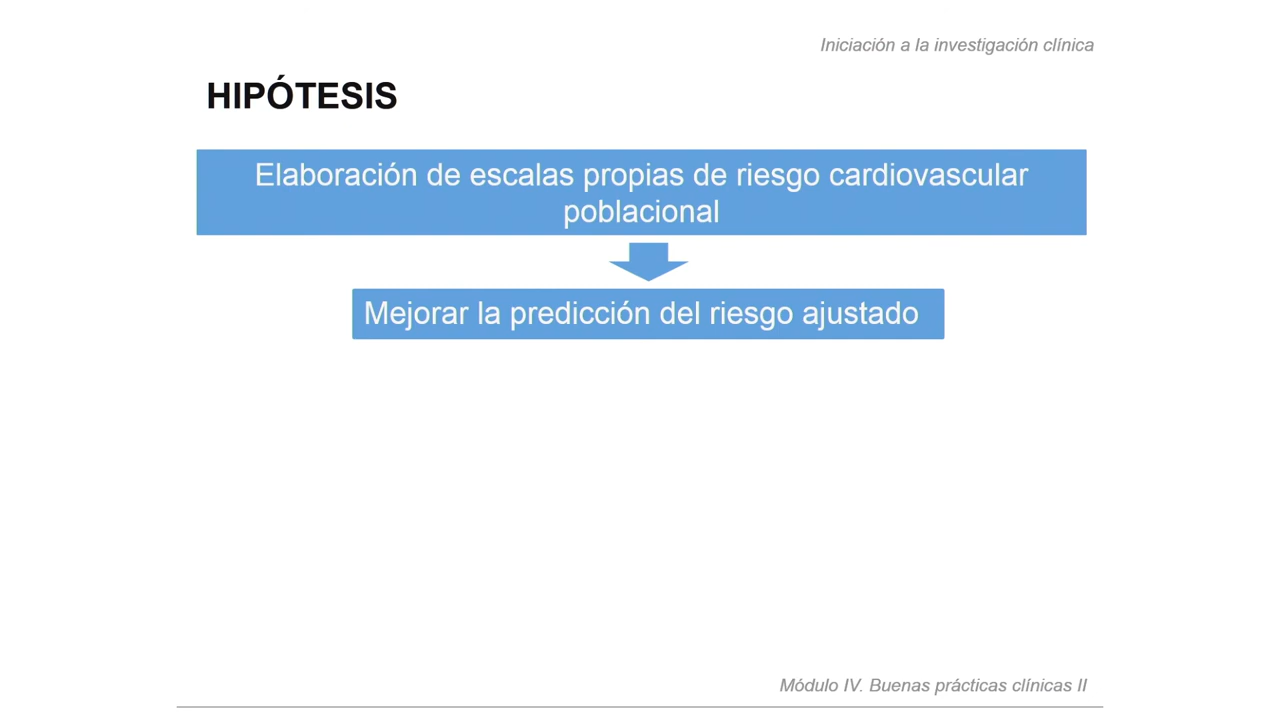 Iniciación a la investigación clínica
HIPÓTESIS
Elaboración de escalas propias de riesgo cardiovascular
poblacional
Mejorar la predicción del riesgo ajustado
Módulo IV. Buenas prácticas clínicas II